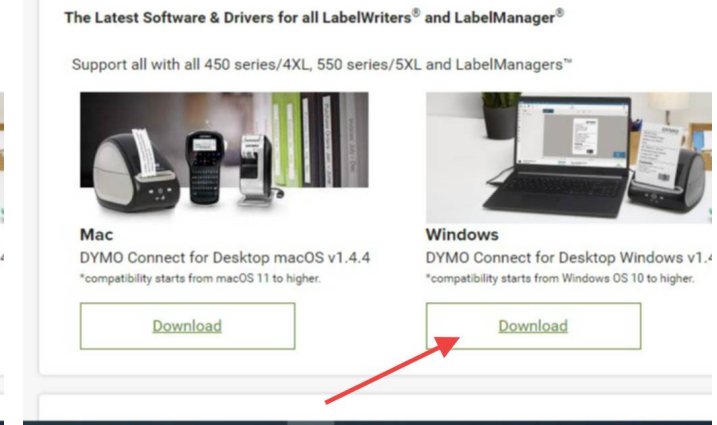 The Latest Software & Drivers for all LabelWriters® and LabelManager®
Support all with all 450 series/4XL, 550 series/5XL and LabelManagers™
Mac
DYMO Connect for Desktop macOS v1.4.4
*compatibility starts from macOS 11 to higher.
Download
Windows
DYMO Connect for Desktop Windows v1.4
*compatibility starts from Windows OS 10 to higher.
Download